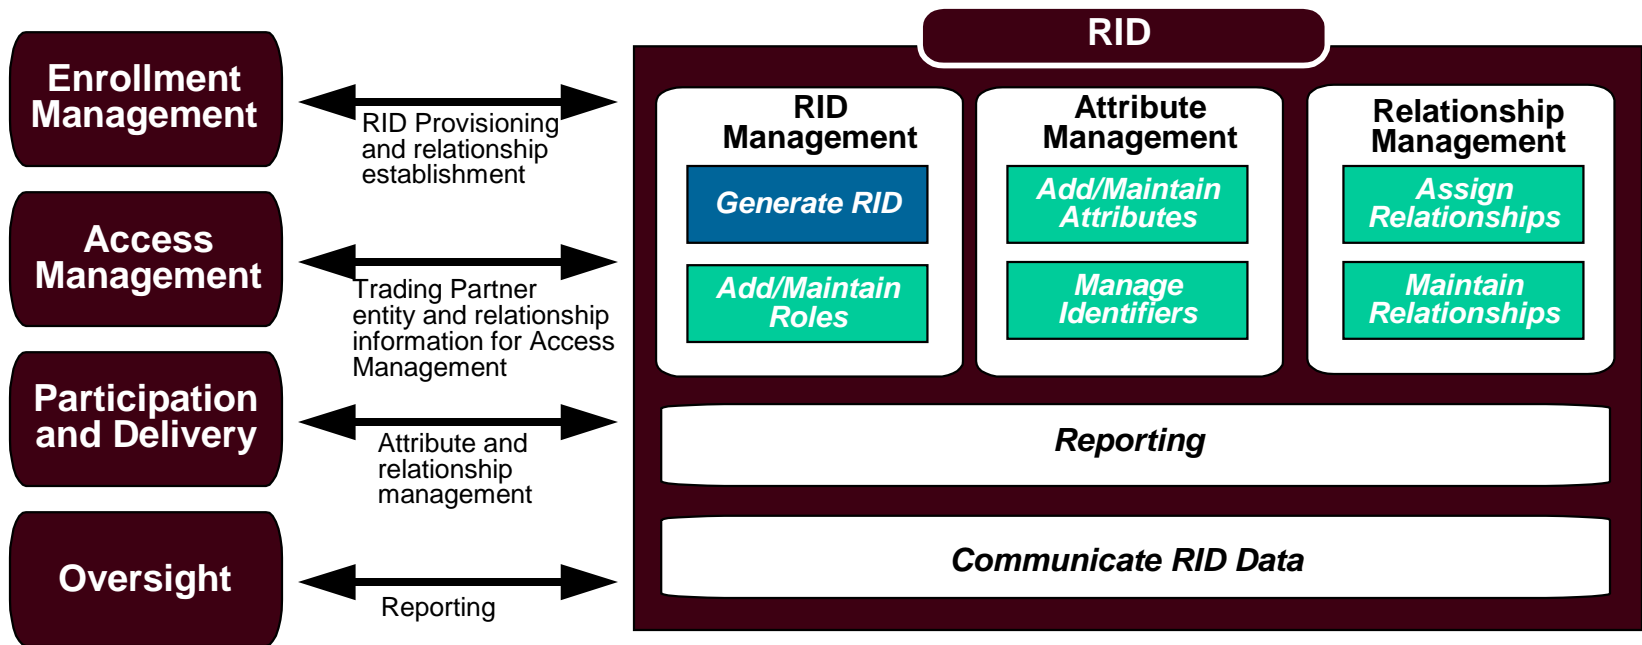 Enrollment
Management
Access
Management
Participation
and Delivery
Oversight
RID Provisioning
and relationship
establishment
Trading Partner
entity and relationship
information for Access
Management
Attribute and
relationship
management
Reporting
RID
RID
Management
Generate RID
Add/Maintain
Roles
Attribute
Management
Add/Maintain
Attributes
Manage
Identifiers
Relationship
Management
Assign
Relationships
Maintain
Relationships
Reporting
Communicate RID Data